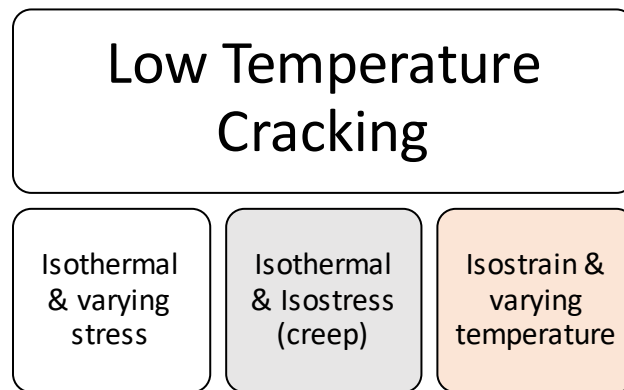 Low Temperature
Cracking
Isothermal
& varying
stress
Isothermal
& Isostress
(creep)
Isostrain &
varying
temperature